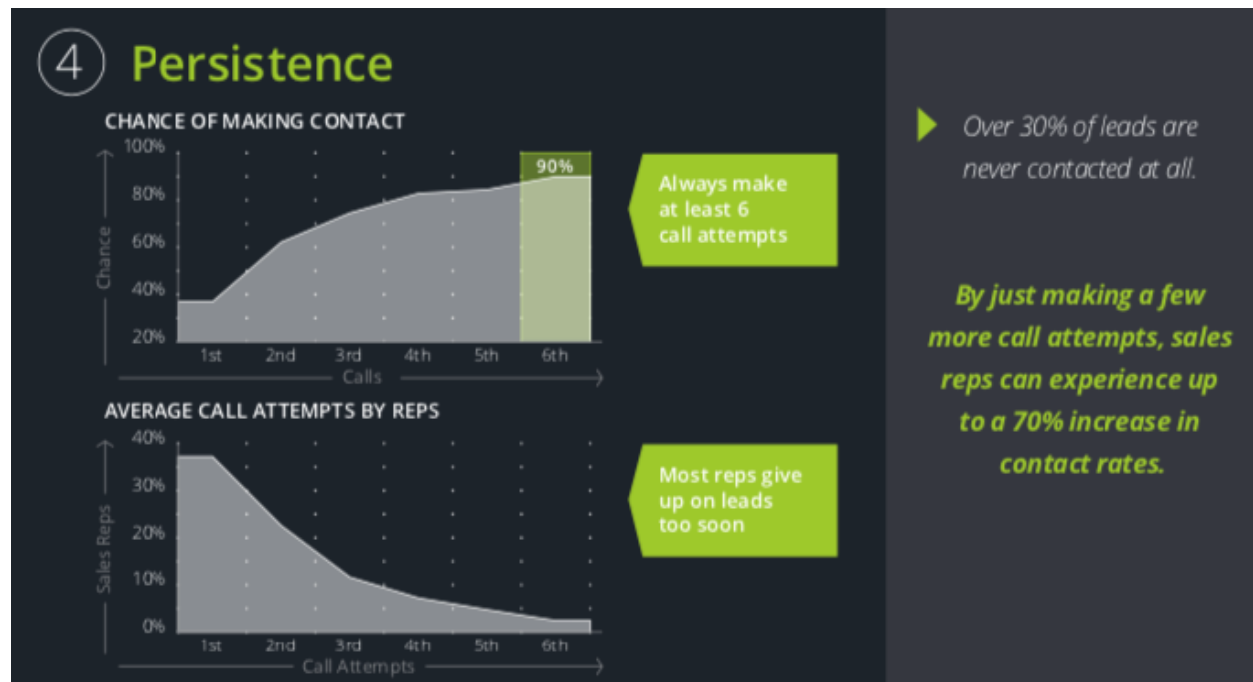 4 Persistence
CHANCE OF MAKING CONTACT
100%
80%
60%
40%
20%
Chance
90%
1st 2nd 3rd 4th 5th 6th
Calls
Always make
at least 6
call attempts
AVERAGE CALL ATTEMPTS BY REPS
40%
30%
20%
10%
0%
Sales Reps
1st 2nd 3rd 4th 5th 6th
Call Attempts
Most reps give
up on leads
too soon
Over 30% of leads are
never contacted at all.
By just making a few
more call attempts, sales
reps can experience up
to a 70% increase in
contact rates.